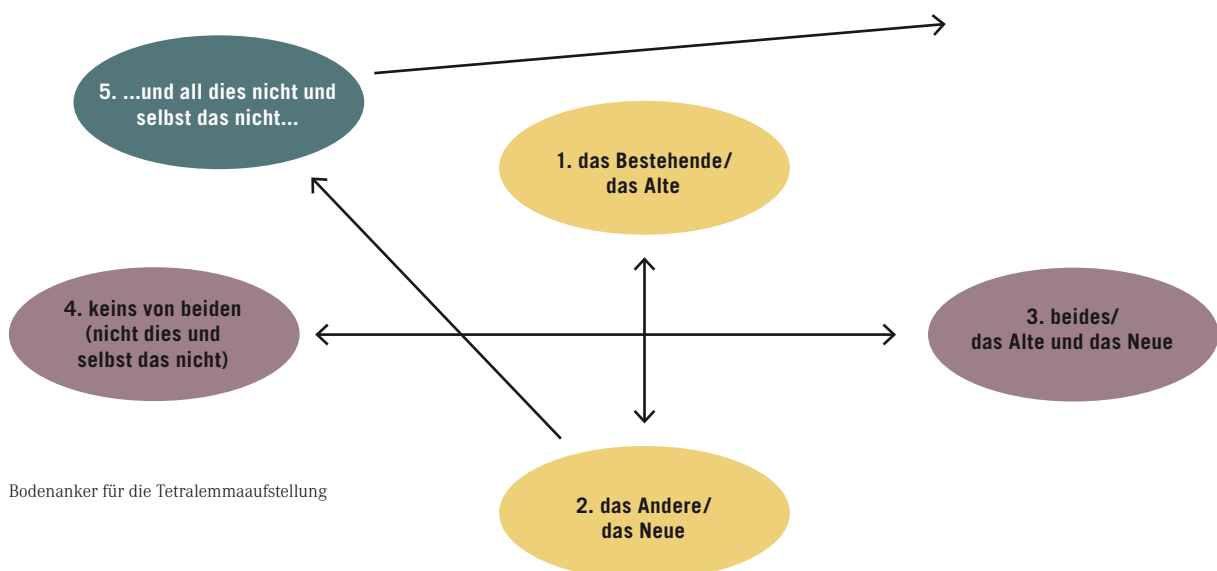 5. ...und all dies nicht und
selbst das nicht...
1. das Bestehende/
das Alte
4. keins von beiden
(nicht dies und
selbst das nicht)
3. beides/
das Alte und das Neue
Bodenanker für die Tetralemmaaufstellung
2. das Andere/
das Neue